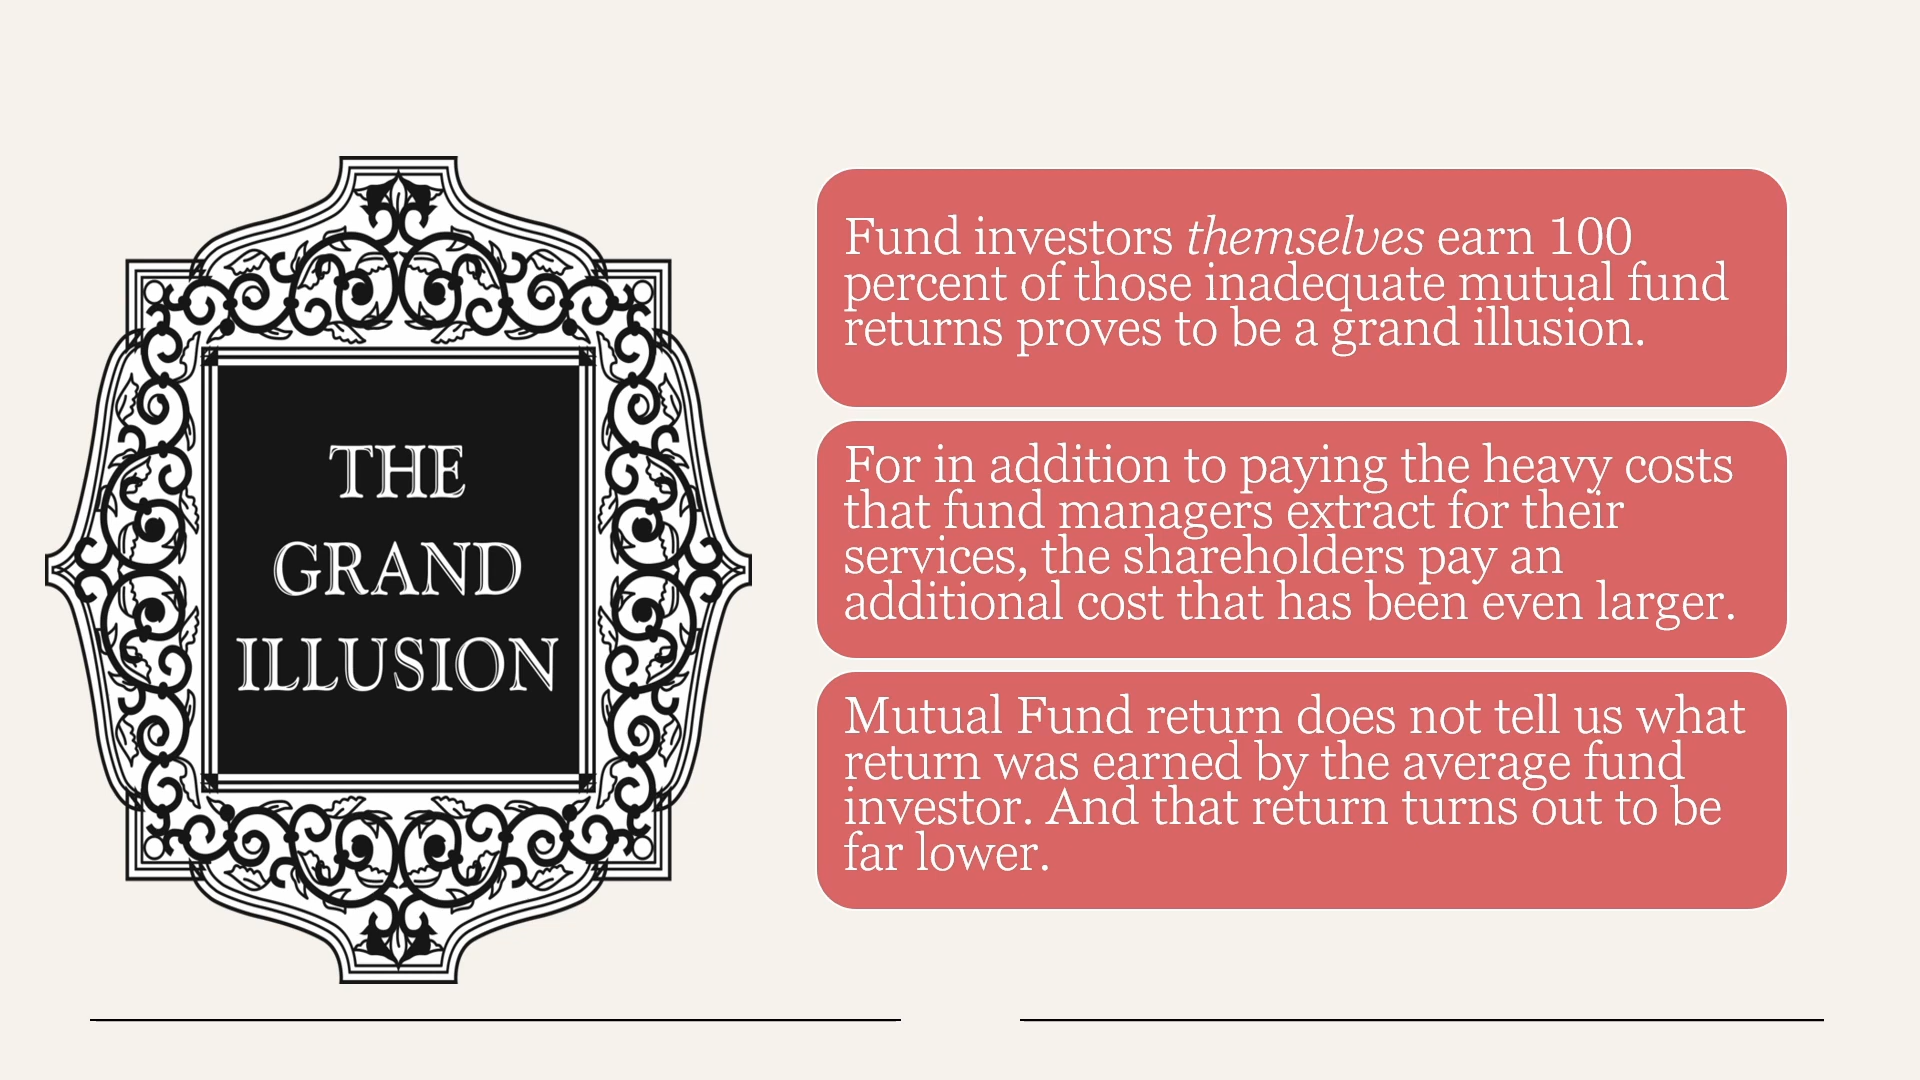 THE
GRAND
ILLUSION
Fund investors themselves earn 100
percent of those inadequate mutual fund
returns proves to be a grand illusion.
For in addition to paying the heavy costs
that fund managers extract for their
services, the shareholders pay an
additional cost that has been even larger.
Mutual Fund return does not tell us what
return was earned by the average fund
investor. And that return turns out to be
far lower.